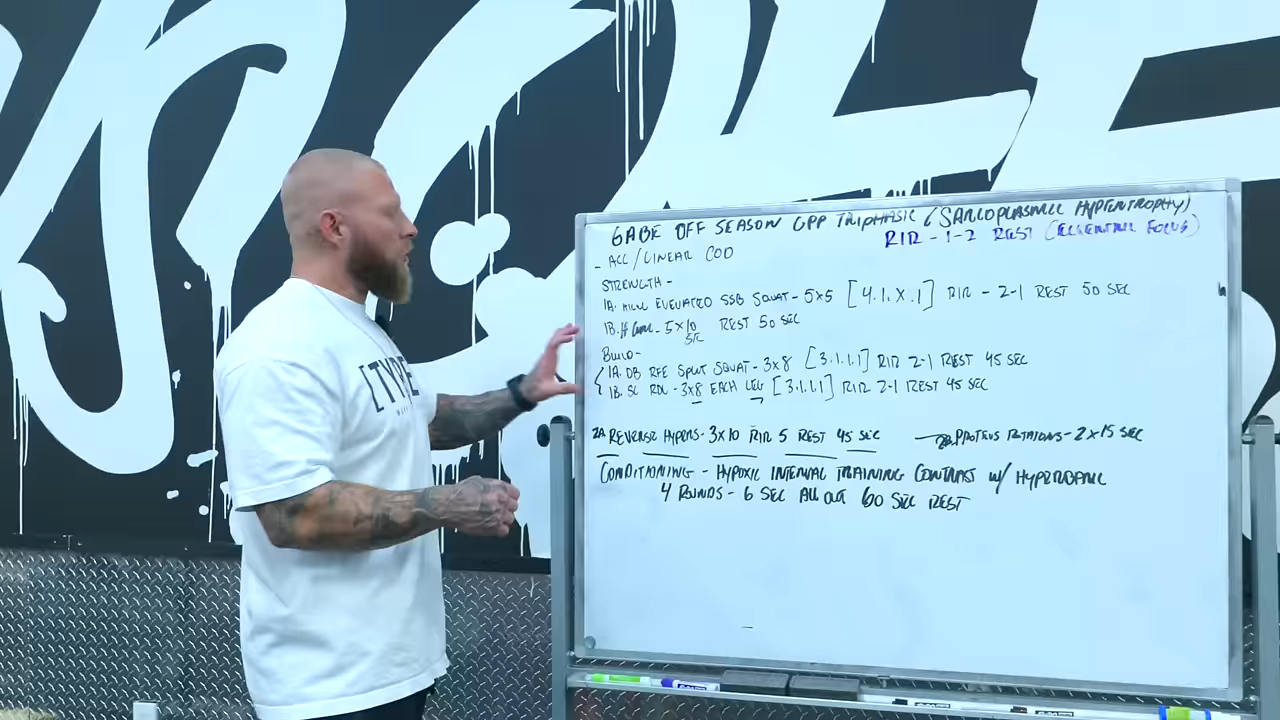 GABE OFF SEASON GPP TRIPHASIC (SARCOPLASMIC HYPERTROPHY)
RIR - 1-2 REST (ECCENTRIC FOCUS)
- ACC/LINEAR COD
STRENGTH -
1A. HEEL ELEVATED SSB SQUAT - 5x5 [4.1.X.1] RIR - 2-1 REST 50 SEC
1B. 5x10 SEC REST 50 SEC
BUILD -
1A. DB RFE SPLIT SQUAT - 3x8 [3.1.1.1] RIR 2-1 REST 45 SEC
1B. SL RDL - 3x8 EACH LEG [3.1.1.1] RIR 2-1 REST 45 SEC
2A REVERSE HYPERS - 3x10 RIR 5 REST 45 SEC
2B. PROTEUS ROTATIONS - 2x15 SEC
CONDITIONING - HYPOXIC INTERVAL TRAINING CONTRAST W/ HYPEROXIC
4 ROUNDS - 6 SEC ALL OUT 60 SEC REST
[TYPE